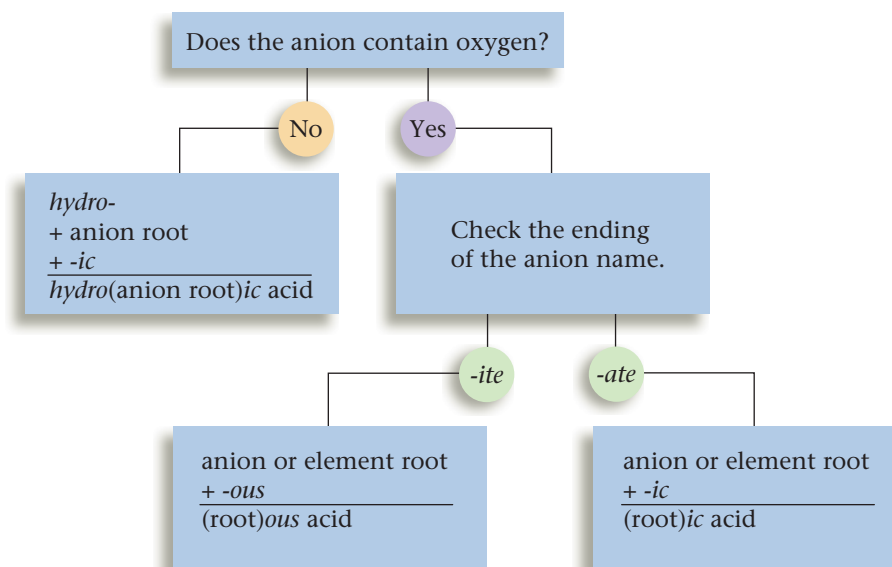 Does the anion contain oxygen?
No
Yes
hydro-
+ anion root
+ -ic
hydro(anion root)ic acid
Check the ending
of the anion name.
-ite
-ate
anion or element root
+ -ous
(root)ous acid
anion or element root
+ -ic
(root)ic acid